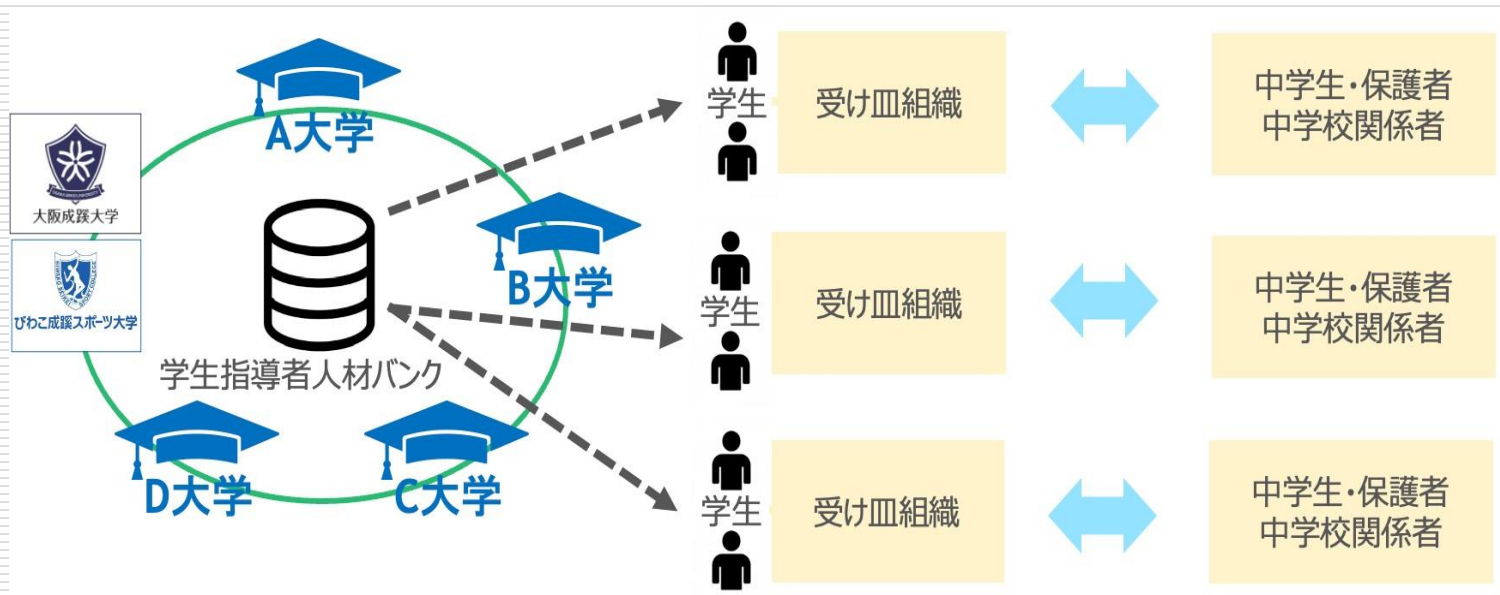 A大学
大阪成蹊大学
びわこ成蹊スポーツ大学
B大学
学生指導者人材バンク
D大学
C大学
学生
受け皿組織
中学生・保護者
中学校関係者
学生
受け皿組織
中学生・保護者
中学校関係者
学生
受け皿組織
中学生・保護者
中学校関係者